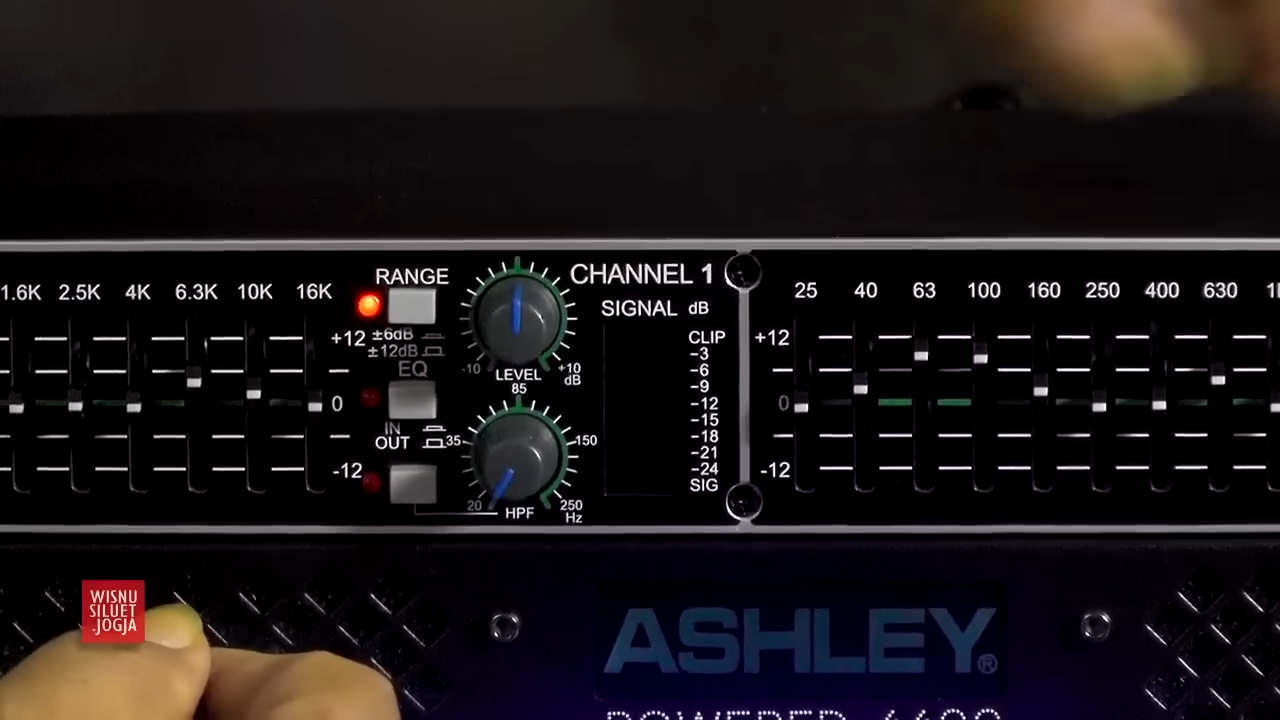 RANGE
CHANNEL 1
1.6K 2.5K 4K 6.3K 10K 16K
25 40 63 100 160 250 400 630
SIGNAL dB
±6dB
+12
±12dB
EQ
0
IN
OUT
-12
-10
+10
dB
LEVEL
85
35
150
20
250
Hz
HPF
CLIP
-3
-6
-9
-12
-15
-18
-21
-24
SIG
+12
0
-12
WISNU
SILUET
.JOGJA
ASHLEY®
POWERED